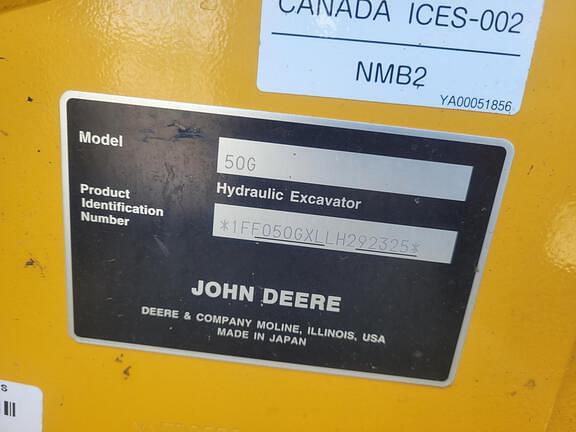 CANADA ICES-002
NMB2
YA00051856
Model
50G
Hydraulic Excavator
Product
Identification
Number
*1FF050GXLLH292325*
JOHN DEERE
DEERE & COMPANY MOLINE, ILLINOIS, USA
MADE IN JAPAN
S